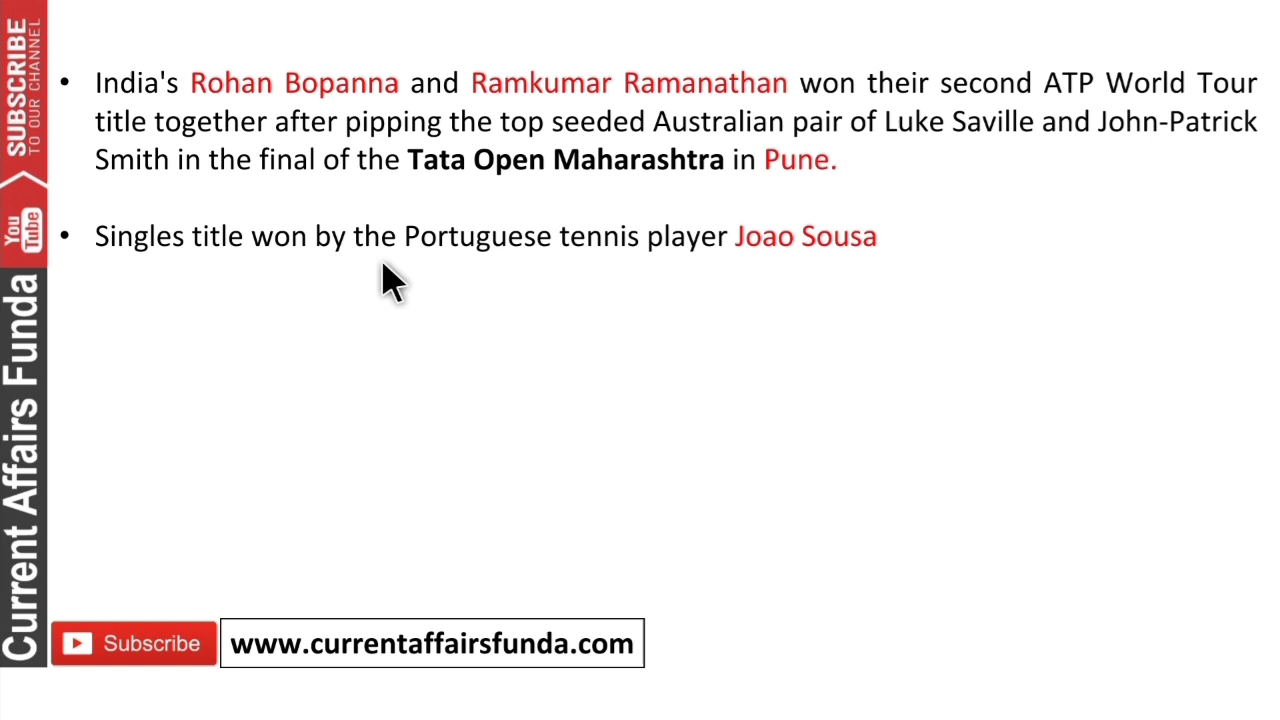 • India's Rohan Bopanna and Ramkumar Ramanathan won their second ATP World Tour
title together after pipping the top seeded Australian pair of Luke Saville and John-Patrick
Smith in the final of the Tata Open Maharashtra in Pune.
• Singles title won by the Portuguese tennis player Joao Sousa
SUBSCRIBE
TO OUR CHANNEL
You
Tube
Current Affairs Funda
Subscribe
www.currentaffairsfunda.com